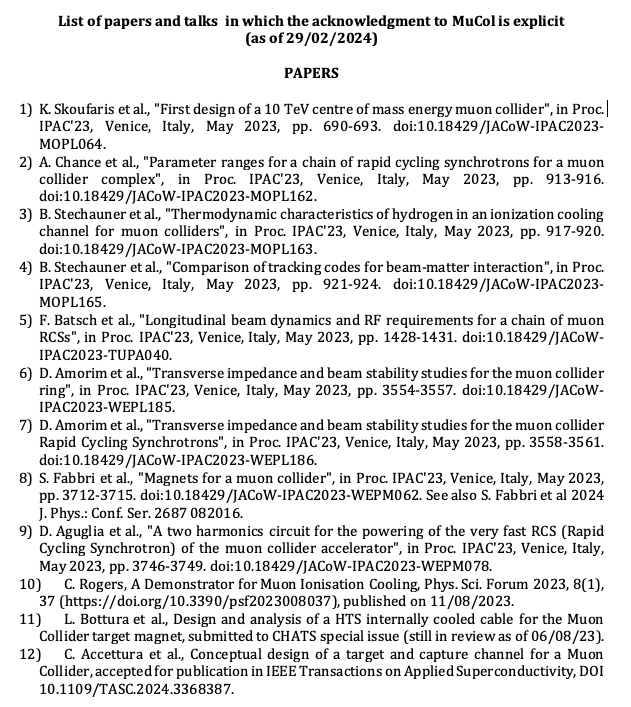 List of papers and talks in which the acknowledgment to MuCol is explicit
(as of 29/02/2024)
PAPERS
1) K. Skoufaris et al., "First design of a 10 TeV centre of mass energy muon collider", in Proc.
IPAC'23, Venice, Italy, May 2023, pp. 690-693. doi:10.18429/JACoW-IPAC2023-
MOPL064.
2) A. Chance et al., "Parameter ranges for a chain of rapid cycling synchrotrons for a muon
collider complex", in Proc. IPAC'23, Venice, Italy, May 2023, pp. 913-916.
doi:10.18429/JACoW-IPAC2023-MOPL162.
3) B. Stechauner et al., "Thermodynamic characteristics of hydrogen in an ionization cooling
channel for muon colliders", in Proc. IPAC'23, Venice, Italy, May 2023, pp. 917-920.
doi:10.18429/JACoW-IPAC2023-MOPL163.
4) B. Stechauner et al., "Comparison of tracking codes for beam-matter interaction", in Proc.
IPAC'23, Venice, Italy, May 2023, pp. 921-924. doi:10.18429/JACoW-IPAC2023-
MOPL165.
5) F. Batsch et al., "Longitudinal beam dynamics and RF requirements for a chain of muon
RCSs", in Proc. IPAC'23, Venice, Italy, May 2023, pp. 1428-1431. doi:10.18429/JACoW-
IPAC2023-TUPA040.
6) D. Amorim et al., "Transverse impedance and beam stability studies for the muon collider
ring", in Proc. IPAC'23, Venice, Italy, May 2023, pp. 3554-3557. doi:10.18429/JACoW-
IPAC2023-WEPL185.
7) D. Amorim et al., "Transverse impedance and beam stability studies for the muon collider
Rapid Cycling Synchrotrons", in Proc. IPAC'23, Venice, Italy, May 2023, pp. 3558-3561.
doi:10.18429/JACoW-IPAC2023-WEPL186.
8) S. Fabbri et al., "Magnets for a muon collider", in Proc. IPAC'23, Venice, Italy, May 2023,
pp. 3712-3715. doi:10.18429/JACoW-IPAC2023-WEPM062. See also S. Fabbri et al 2024
J. Phys.: Conf. Ser. 2687 082016.
9) D. Aguglia et al., "A two harmonics circuit for the powering of the very fast RCS (Rapid
Cycling Synchrotron) of the muon collider accelerator", in Proc. IPAC'23, Venice, Italy,
May 2023, pp. 3746-3749. doi:10.18429/JACoW-IPAC2023-WEPM078.
10) C. Rogers, A Demonstrator for Muon Ionisation Cooling, Phys. Sci. Forum 2023, 8(1),
37 (https://doi.org/10.3390/psf2023008037), published on 11/08/2023.
11) L. Bottura et al., Design and analysis of a HTS internally cooled cable for the Muon
Collider target magnet, submitted to CHATS special issue (still in review as of 06/08/23).
12) C. Accettura et al., Conceptual design of a target and capture channel for a Muon
Collider, accepted for publication in IEEE Transactions on Applied Superconductivity, DOI
10.1109/TASC.2024.3368387.